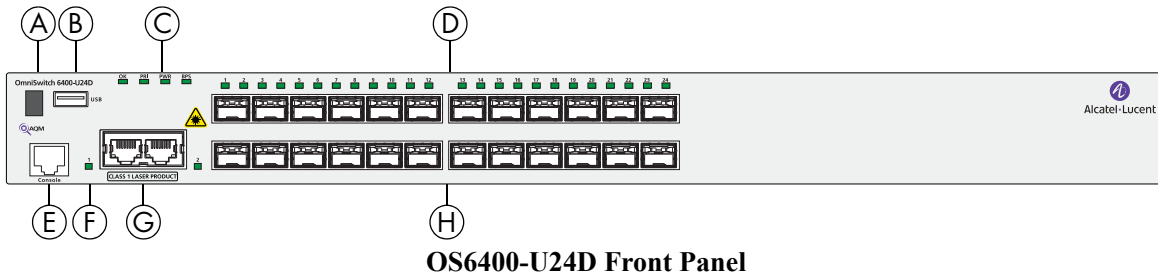 A B C D
OmniSwitch 6400-U24D
OK PRI PWR BPS
1 2 3 4 5 6 7 8 9 10 11 12 13 14 15 16 17 18 19 20 21 22 23 24
USB
Alcatel·Lucent
AQM
1 2
Console
CLASS 1 LASER PRODUCT
E F G H
OS6400-U24D Front Panel